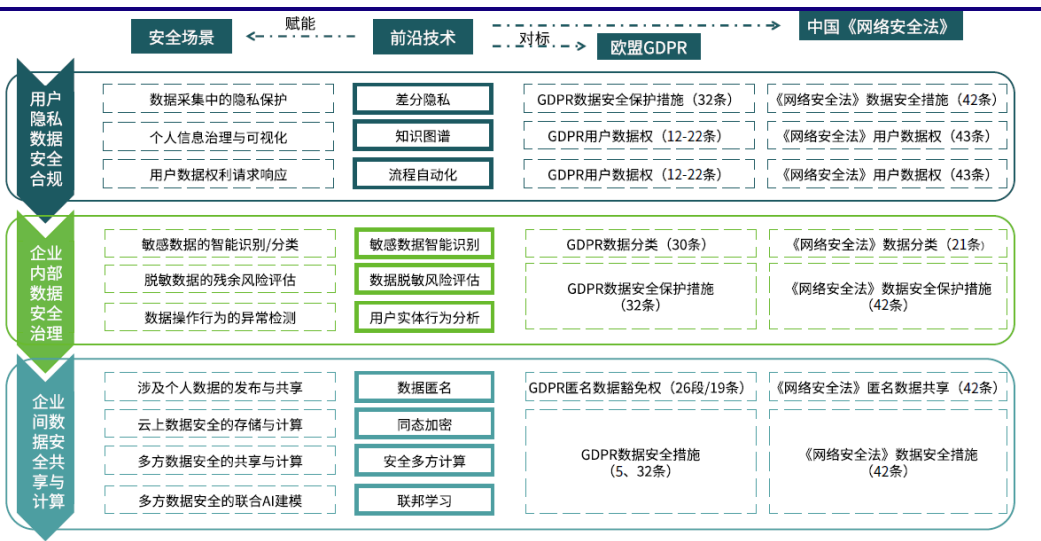 安全场景
赋能
前沿技术
对标
欧盟GDPR
中国《网络安全法》
用户
隐私
数据
安全
合规
数据采集中的隐私保护
差分隐私
GDPR数据安全保护措施（32条）
《网络安全法》数据安全措施（42条）
个人信息治理与可视化
知识图谱
GDPR用户数据权（12-22条）
《网络安全法》用户数据权（43条）
用户数据权利请求响应
流程自动化
GDPR用户数据权（12-22条）
《网络安全法》用户数据权（43条）
企业
内部
数据
安全
治理
敏感数据的智能识别/分类
敏感数据智能识别
GDPR数据分类（30条）
《网络安全法》数据分类（21条）
脱敏数据的残余风险评估
数据脱敏风险评估
GDPR数据安全保护措施
（32条）
《网络安全法》数据安全保护措施
（42条）
数据操作行为的异常检测
用户实体行为分析
企业
间数
据安
全共
享与
计算
涉及个人数据的发布与共享
数据匿名
GDPR匿名数据豁免权（26段/19条）
《网络安全法》匿名数据共享（42条）
云上数据安全的存储与计算
同态加密
多方数据安全的共享与计算
安全多方计算
GDPR数据安全措施
（5、32条）
《网络安全法》数据安全措施
（42条）
多方数据安全的联合AI建模
联邦学习